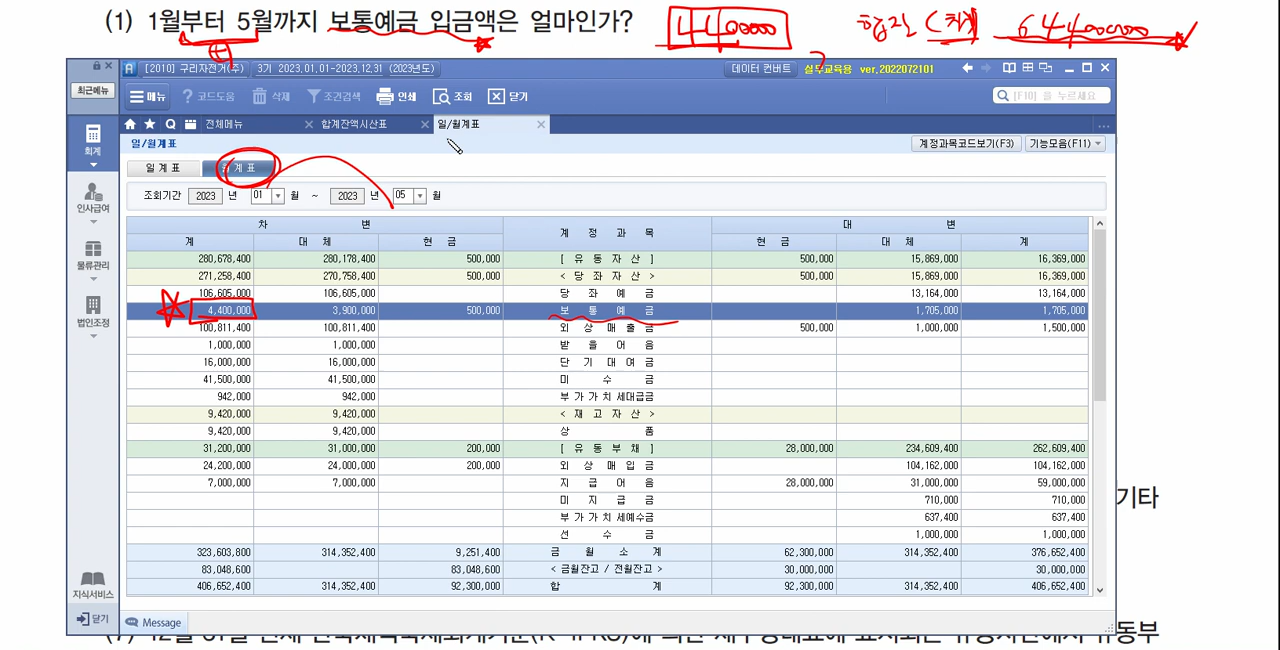 (1) 1월부터 5월까지 보통예금 입금액은 얼마인가? 4400000 합잔 64400000
[2010] 구리자전거(주) 3기 2023.01.01-2023.12.31 (2023년도) 데이터 컨버트 실무교육용 ver.2022072101
최근메뉴 메뉴 ? 코드도움 삭제 조건검색 인쇄 조회 닫기 [F10] 을 누르세요
전체메뉴 합계잔액시산표 일/월계표
일/월계표 계정과목코드보기(F3) 기능모음(F11)
회계
일 계 표 계 표
조회기간 2023 년 01 월 ~ 2023 년 05 월
인사급여
차 변 계 정 과 목 대 변
계 대 체 현 금 현 금 대 체 계
280,678,400 280,178,400 500,000 [ 유 동 자 산 ] 500,000 15,869,000 16,369,000
물류관리
271,258,400 270,758,400 500,000 < 당 좌 자 산 > 500,000 15,869,000 16,369,000
106,605,000 106,605,000 당 좌 예 금 13,164,000 13,164,000
4,400,000 3,900,000 500,000 보 통 예 금 1,705,000 1,705,000
법인조정
100,811,400 100,811,400 외 상 매 출 금 500,000 1,000,000 1,500,000
1,000,000 1,000,000 받 을 어 음
16,000,000 16,000,000 단 기 대 여 금
41,500,000 41,500,000 미 수 금
942,000 942,000 부 가 가 치 세대급금
9,420,000 9,420,000 < 재 고 자 산 >
9,420,000 9,420,000 상 품
31,200,000 31,000,000 200,000 [ 유 동 부 채 ] 28,000,000 234,609,400 262,609,400
24,200,000 24,000,000 200,000 외 상 매 입 금 104,162,000 104,162,000
7,000,000 7,000,000 지 급 어 음 28,000,000 31,000,000 59,000,000
미 지 급 금 710,000 710,000
기타
부 가 가 치 세예수금 637,400 637,400
선 수 금 1,000,000 1,000,000
323,603,800 314,352,400 9,251,400 금 월 소 계 62,300,000 314,352,400 376,652,400
83,048,600 83,048,600 < 금월잔고 / 전월잔고 > 30,000,000 30,000,000
406,652,400 314,352,400 92,300,000 합 계 92,300,000 314,352,400 406,652,400
지식서비스
닫기 Message
동부